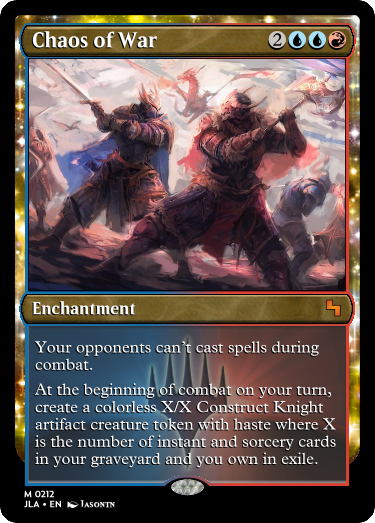 Chaos of War 2
Enchantment
Your opponents can't cast spells during
combat.
At the beginning of combat on your turn,
create a colorless X/X Construct Knight
artifact creature token with haste where X
is the number of instant and sorcery cards
in your graveyard and you own in exile.
M 0212
JLA • EN Jasontn